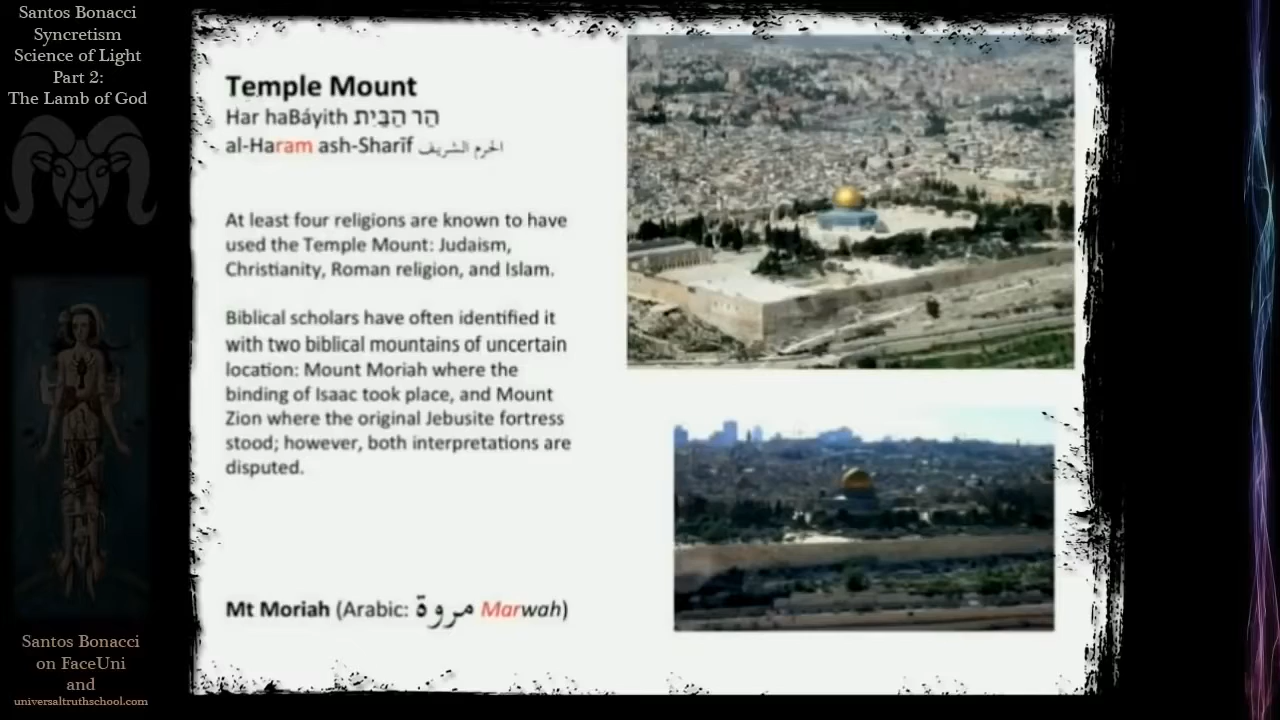 Santos Bonacci
Syncretism
Science of Light
Part 2:
The Lamb of God
Temple Mount
Har haBáyith הַר הַבַּיִת
al-Haram ash-Sharīf الحرم الشريف
At least four religions are known to have
used the Temple Mount: Judaism,
Christianity, Roman religion, and Islam.
Biblical scholars have often identified it
with two biblical mountains of uncertain
location: Mount Moriah where the
binding of Isaac took place, and Mount
Zion where the original Jebusite fortress
stood; however, both interpretations are
disputed.
Mt Moriah (Arabic: مروة Marwah)
Santos Bonacci
on FaceUni
and
universaltruthschool.com